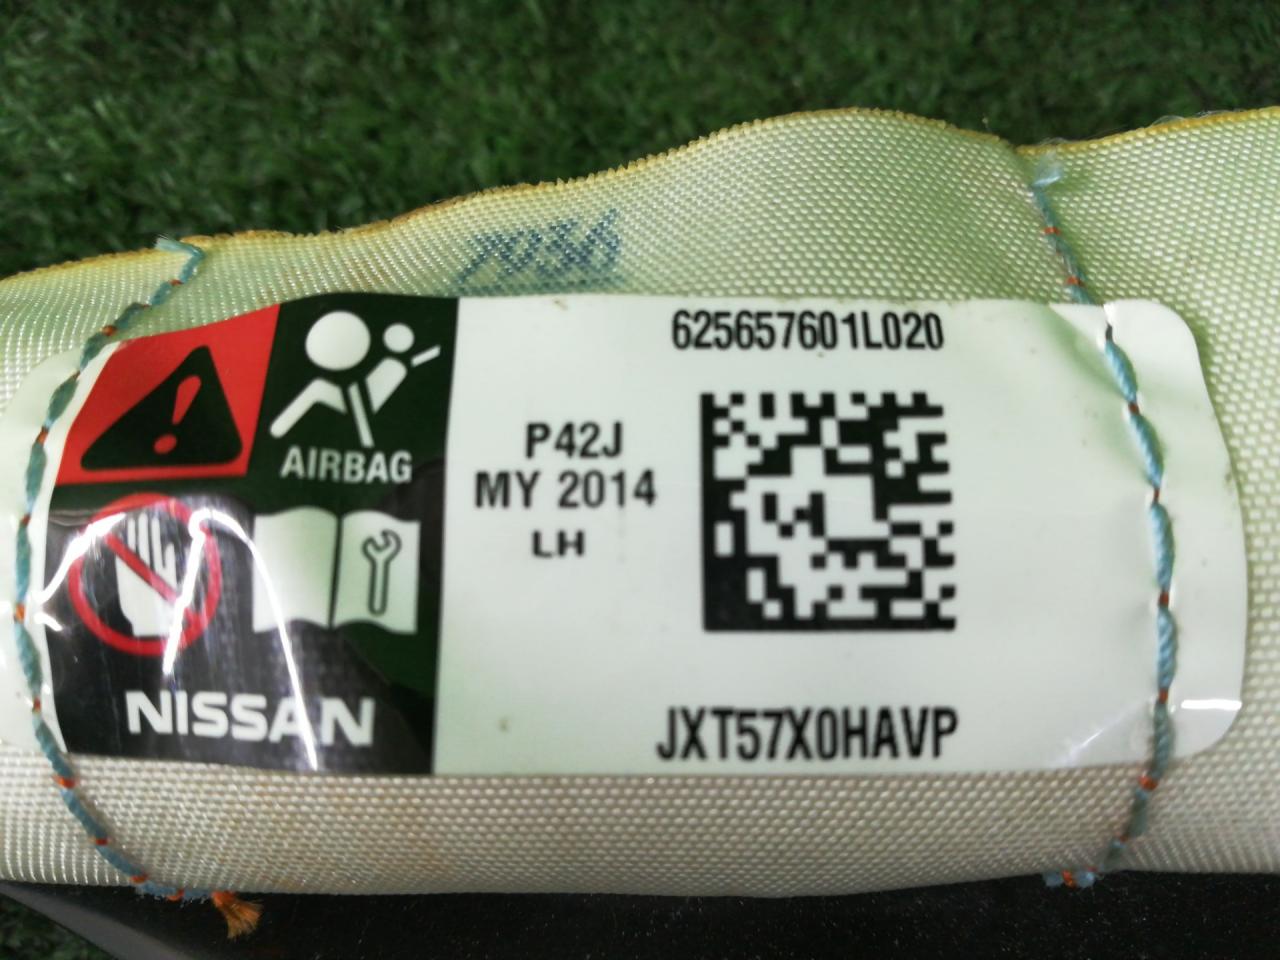 625657601L020
AIRBAG
P42J
MY 2014
LH
NISSAN
JXT57X0HAVP